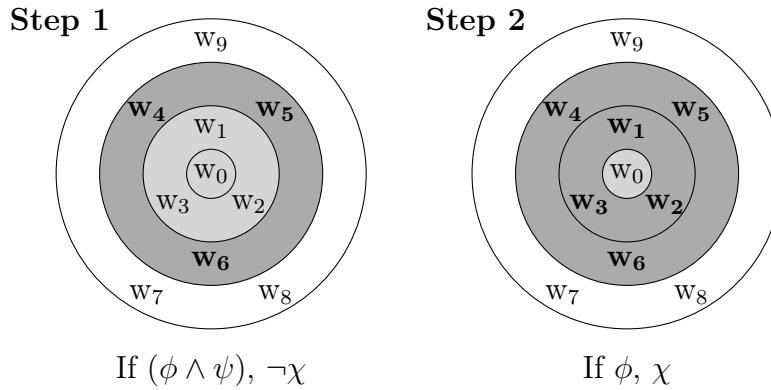 Step 1
w₉
w₄ w₅
w₁
w₀
w₃ w₂
w₆
w₇ w₈
If (ϕ ∧ ψ), ¬χ
Step 2
w₉
w₄ w₅
w₁
w₀
w₃ w₂
w₆
w₇ w₈
If ϕ, χ